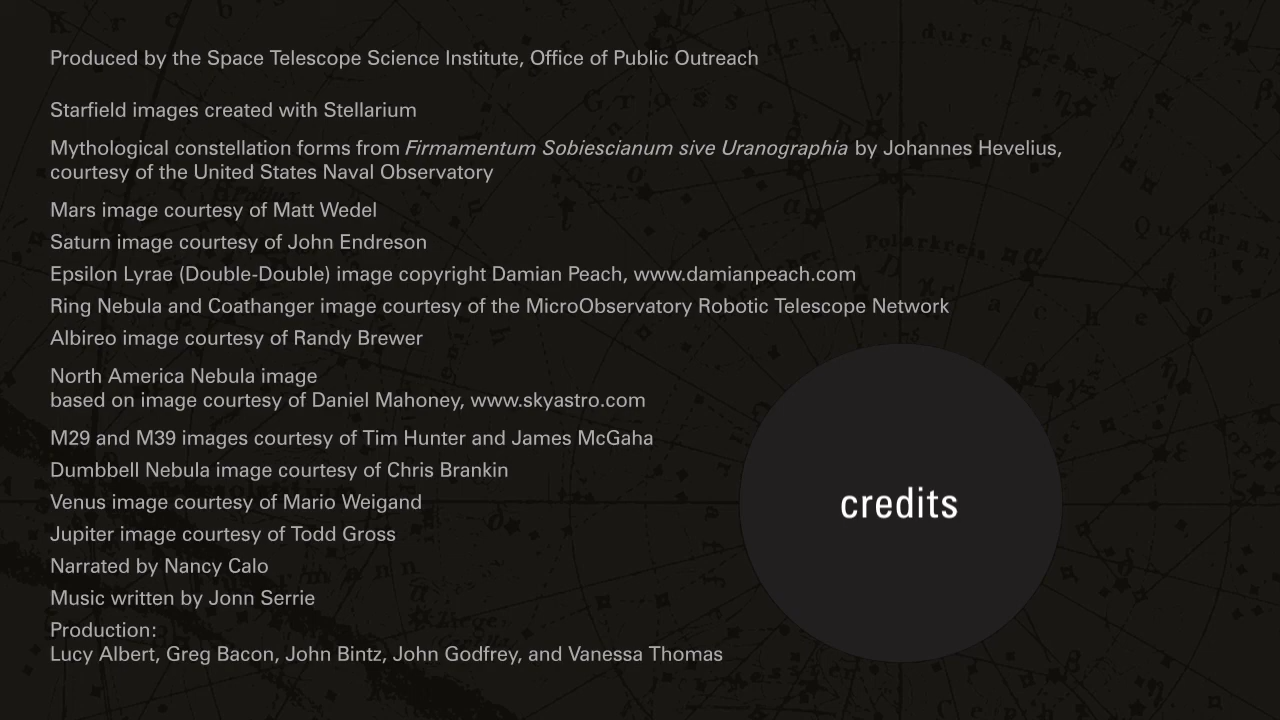 Produced by the Space Telescope Science Institute, Office of Public Outreach
Starfield images created with Stellarium
Mythological constellation forms from Firmamentum Sobiescianum sive Uranographia by Johannes Hevelius,
courtesy of the United States Naval Observatory
Mars image courtesy of Matt Wedel
Saturn image courtesy of John Endreson
Epsilon Lyrae (Double-Double) image copyright Damian Peach, www.damianpeach.com
Ring Nebula and Coathanger image courtesy of the MicroObservatory Robotic Telescope Network
Albireo image courtesy of Randy Brewer
North America Nebula image
based on image courtesy of Daniel Mahoney, www.skyastro.com
M29 and M39 images courtesy of Tim Hunter and James McGaha
Dumbbell Nebula image courtesy of Chris Brankin
Venus image courtesy of Mario Weigand
Jupiter image courtesy of Todd Gross
Narrated by Nancy Calo
Music written by Jonn Serrie
Production:
Lucy Albert, Greg Bacon, John Bintz, John Godfrey, and Vanessa Thomas
credits
durch
Grosse
Polarkreis